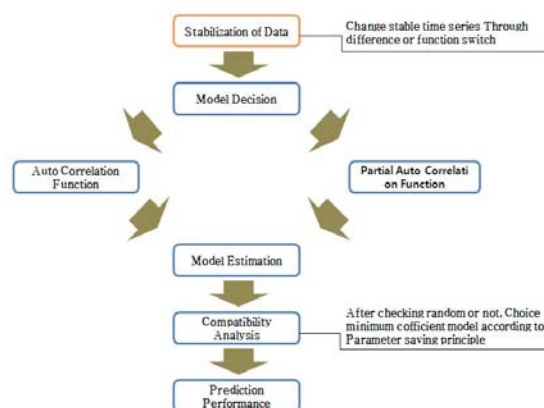 Stabilization of Data
Change stable time series Through
difference or function switch
Model Decision
Auto Correlation
Function
Partial Auto Correlati
on Function
Model Estimation
Compatibility
Analysis
After checking random or not, Choice
minimum cofficient model according to
Parameter saving principle
Prediction
Performance